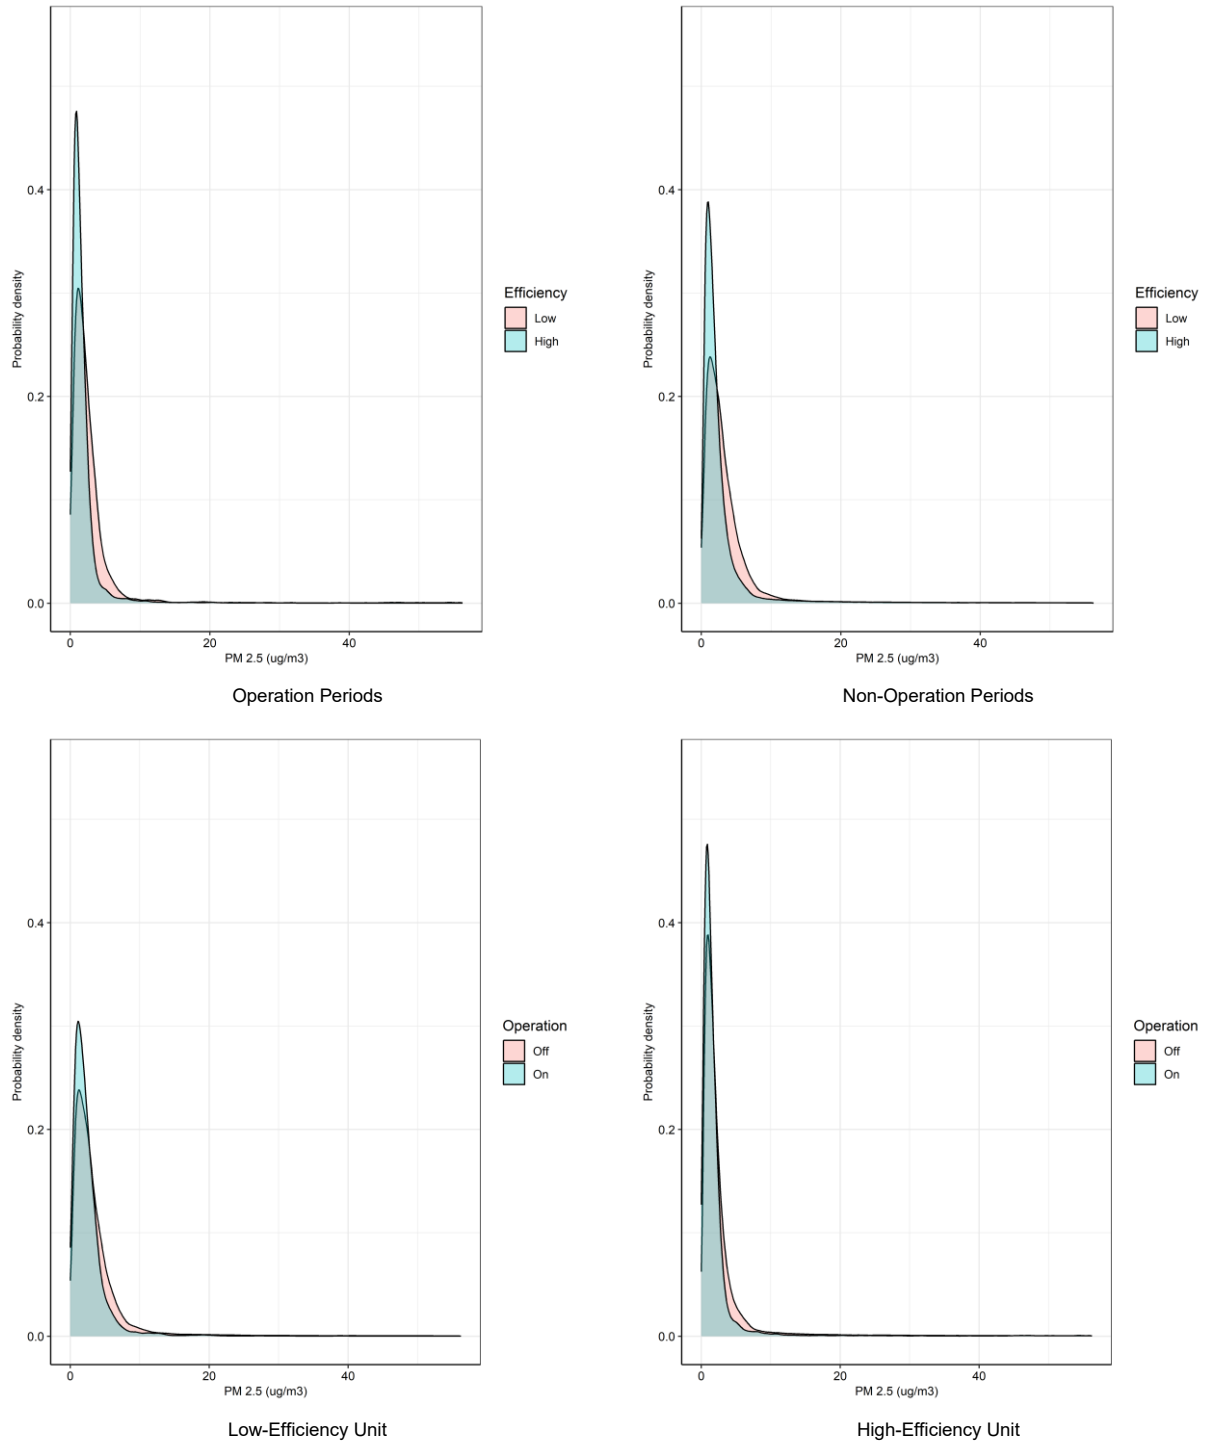 Probability density
0.4
0.2
0.0
0 20 40
PM 2.5 (ug/m3)
Efficiency
Low
High
Operation Periods
Probability density
0.4
0.2
0.0
0 20 40
PM 2.5 (ug/m3)
Efficiency
Low
High
Non-Operation Periods
Probability density
0.4
0.2
0.0
0 20 40
PM 2.5 (ug/m3)
Operation
Off
On
Low-Efficiency Unit
Probability density
0.4
0.2
0.0
0 20 40
PM 2.5 (ug/m3)
Operation
Off
On
High-Efficiency Unit